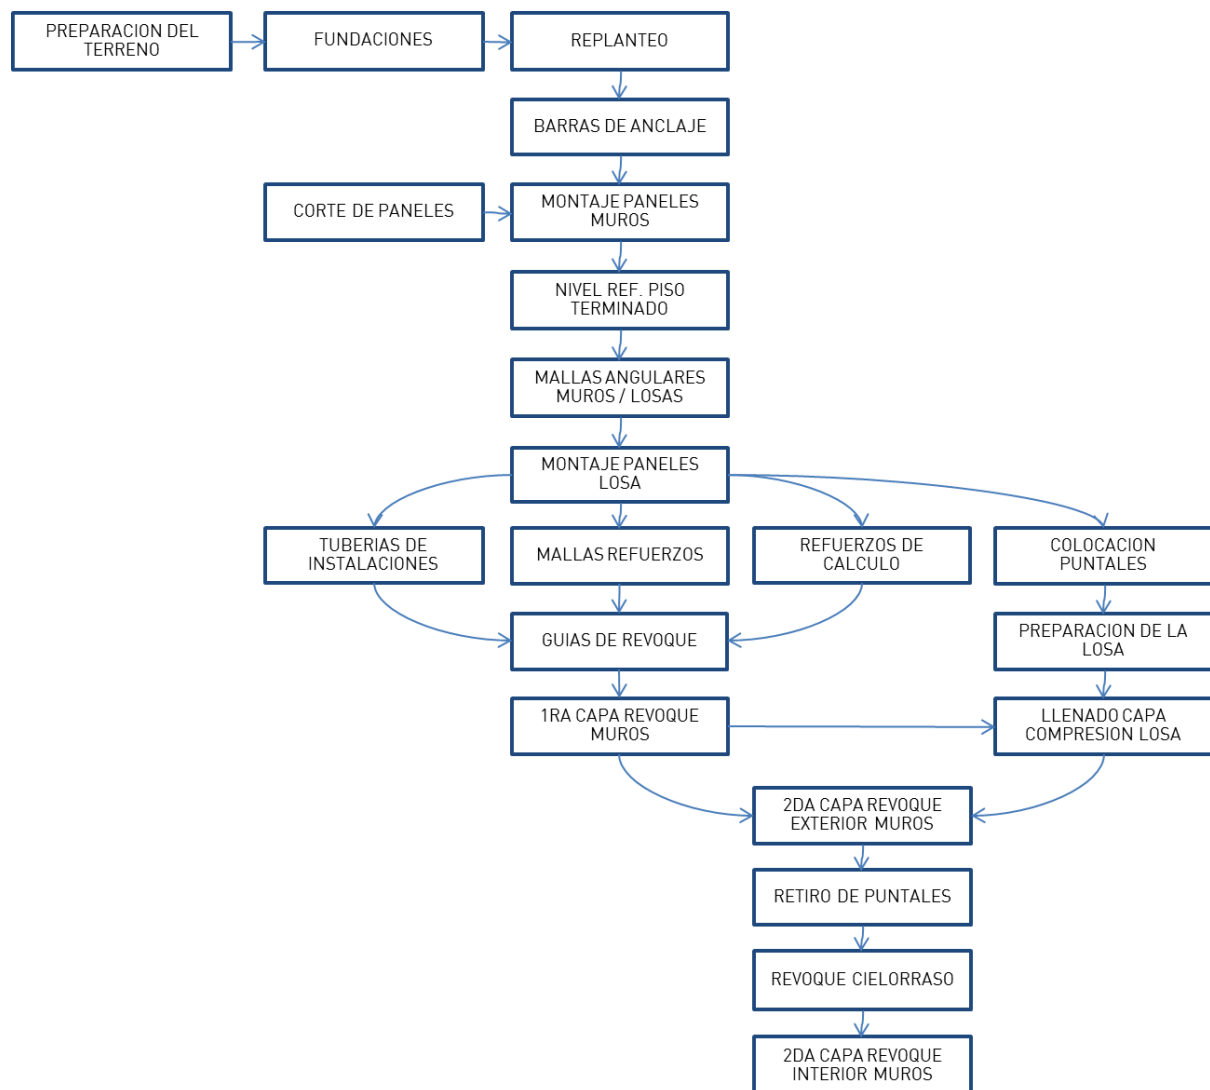 PREPARACION DEL
TERRENO
FUNDACIONES
REPLANTEO
BARRAS DE ANCLAJE
CORTE DE PANELES
MONTAJE PANELES
MUROS
NIVEL REF. PISO
TERMINADO
MALLAS ANGULARES
MUROS / LOSAS
MONTAJE PANELES
LOSA
TUBERIAS DE
INSTALACIONES
MALLAS REFUERZOS
REFUERZOS DE
CALCULO
COLOCACION
PUNTALES
GUIAS DE REVOQUE
PREPARACION DE LA
LOSA
1RA CAPA REVOQUE
MUROS
LLENADO CAPA
COMPRESION LOSA
2DA CAPA REVOQUE
EXTERIOR MUROS
RETIRO DE PUNTALES
REVOQUE CIELORRASO
2DA CAPA REVOQUE
INTERIOR MUROS